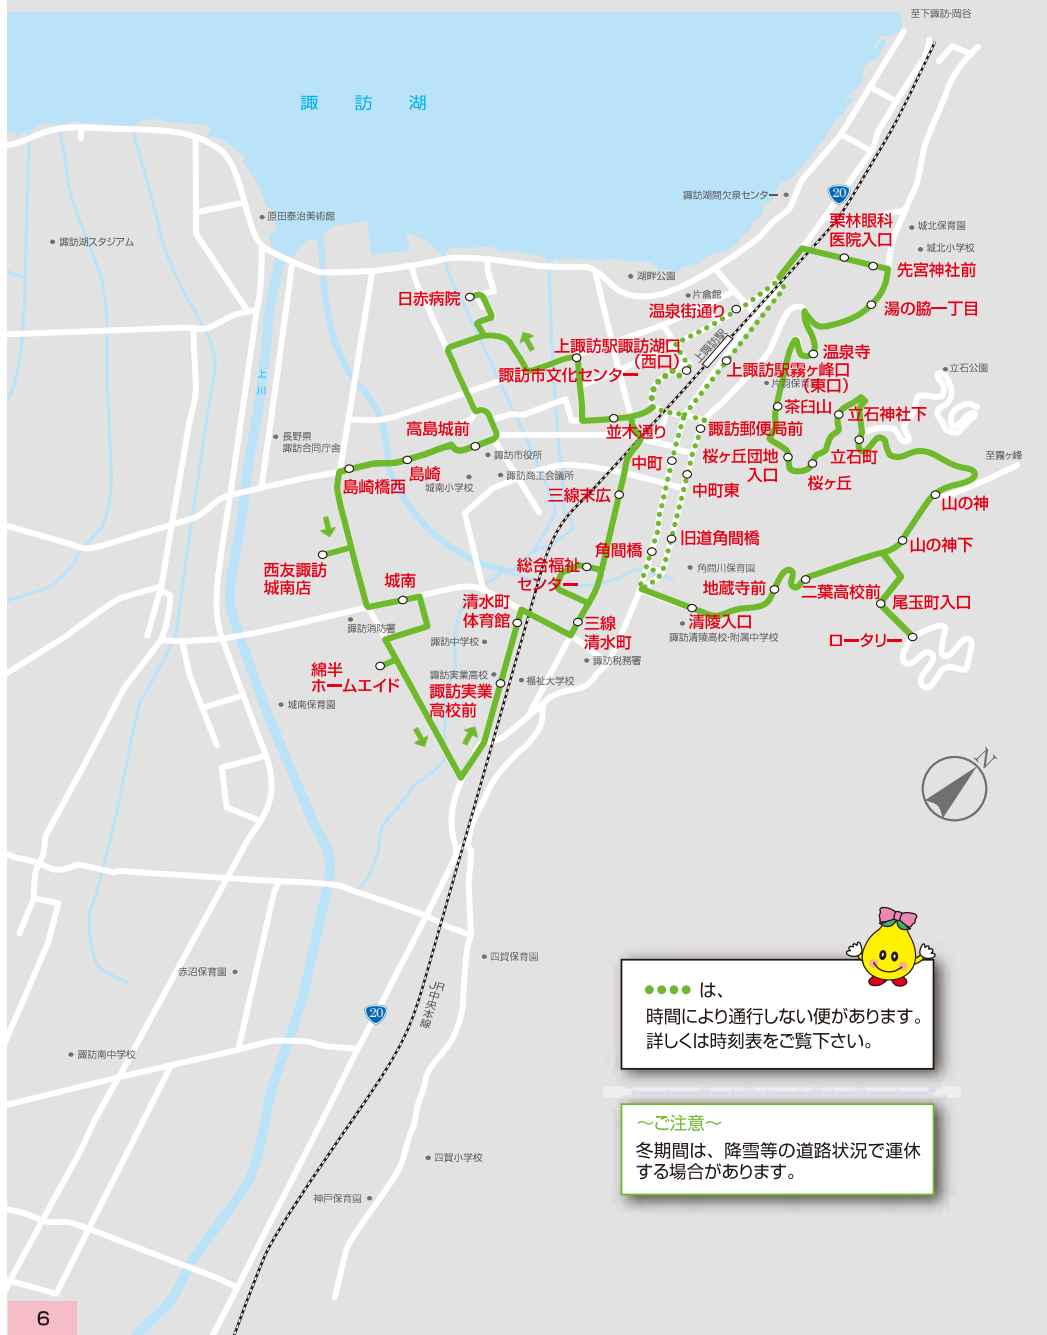 至下諏訪・岡谷
諏訪湖
諏訪湖間欠泉センター
20
栗林眼科
医院入口
城北保育園
城北小学校
原田泰治美術館
諏訪湖スタジアム
先宮神社前
湖畔公園
日赤病院
片倉館
温泉街通り
湯の脇一丁目
上諏訪駅
上諏訪駅諏訪湖口
（西口）
温泉寺
諏訪市文化センター
上諏訪駅霧ヶ峰口
（東口）
立石公園
上川
茶臼山
立石神社下
高島城前
並木通り
諏訪郵便局前
長野県
諏訪合同庁舎
諏訪市役所
中町
桜ヶ丘団地
入口
立石町
至霧ヶ峰
島崎
諏訪商工会議所
島崎橋西
城南小学校
桜ヶ丘
中町東
三線末広
山の神
角間橋
旧道角間橋
山の神下
西友諏訪
城南店
総合福祉
センター
角間川保育園
城南
地蔵寺前
二葉高校前
尾玉町入口
清水町
体育館
清陵入口
諏訪消防署
三線
清水町
諏訪清陵高校・附属中学校
ロータリー
諏訪中学校
諏訪税務署
綿半
ホームエイド
諏訪実業高校
諏訪実業
高校前
福祉大学校
城南保育園
N
四賀保育園
赤沼保育園
JR中央本線
20
諏訪南中学校
は、
時間により通行しない便があります。
詳しくは時刻表をご覧下さい。
～ご注意～
冬期間は、降雪等の道路状況で運休
する場合があります。
四賀小学校
神戸保育園
6